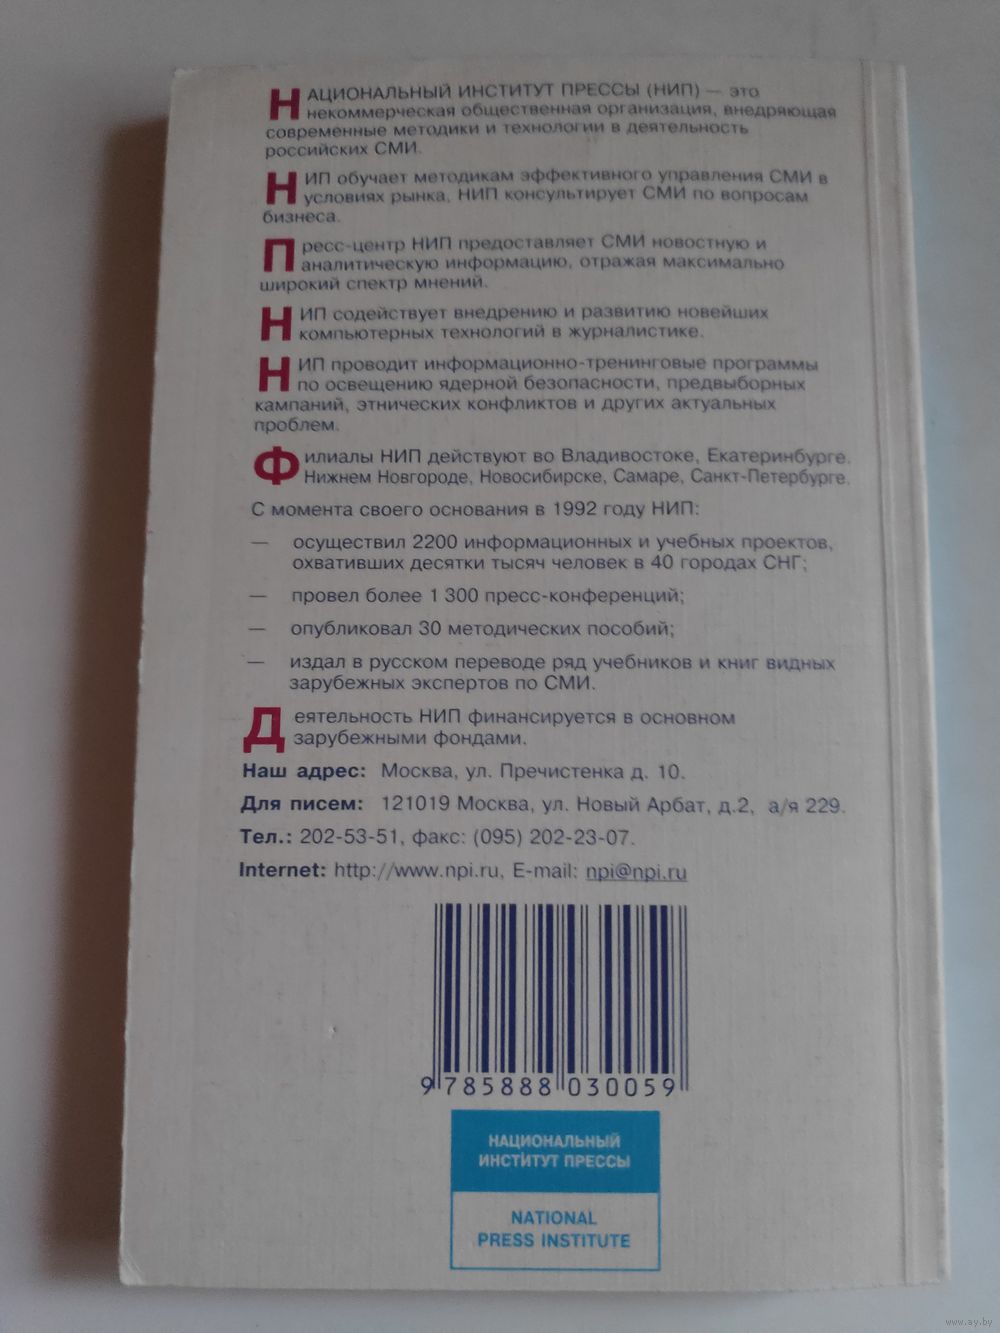 НАЦИОНАЛЬНЫЙ ИНСТИТУТ ПРЕССЫ (НИП) — это
некоммерческая общественная организация, внедряющая
современные методики и технологии в деятельность
российских СМИ.
НИП обучает методикам эффективного управления СМИ в
условиях рынка, НИП консультирует СМИ по вопросам
бизнеса.
Пресс-центр НИП предоставляет СМИ новостную и
аналитическую информацию, отражая максимально
широкий спектр мнений.
НИП содействует внедрению и развитию новейших
компьютерных технологий в журналистике.
НИП проводит информационно-тренинговые программы
по освещению ядерной безопасности, предвыборных
кампаний, этнических конфликтов и других актуальных
проблем.
Филиалы НИП действуют во Владивостоке, Екатеринбурге,
Нижнем Новгороде, Новосибирске, Самаре, Санкт-Петербурге.
С момента своего основания в 1992 году НИП:
— осуществил 2200 информационных и учебных проектов,
охвативших десятки тысяч человек в 40 городах СНГ;
— провел более 1 300 пресс-конференций;
— опубликовал 30 методических пособий;
— издал в русском переводе ряд учебников и книг видных
зарубежных экспертов по СМИ.
Деятельность НИП финансируется в основном
зарубежными фондами.
Наш адрес: Москва, ул. Пречистенка д. 10.
Для писем: 121019 Москва, ул. Новый Арбат, д.2, а/я 229.
Тел.: 202-53-51, факс: (095) 202-23-07.
Internet: http://www.npi.ru, E-mail: npi@npi.ru
9 785888 030059
НАЦИОНАЛЬНЫЙ
ИНСТИТУТ ПРЕССЫ
NATIONAL
PRESS INSTITUTE
www.ay.by